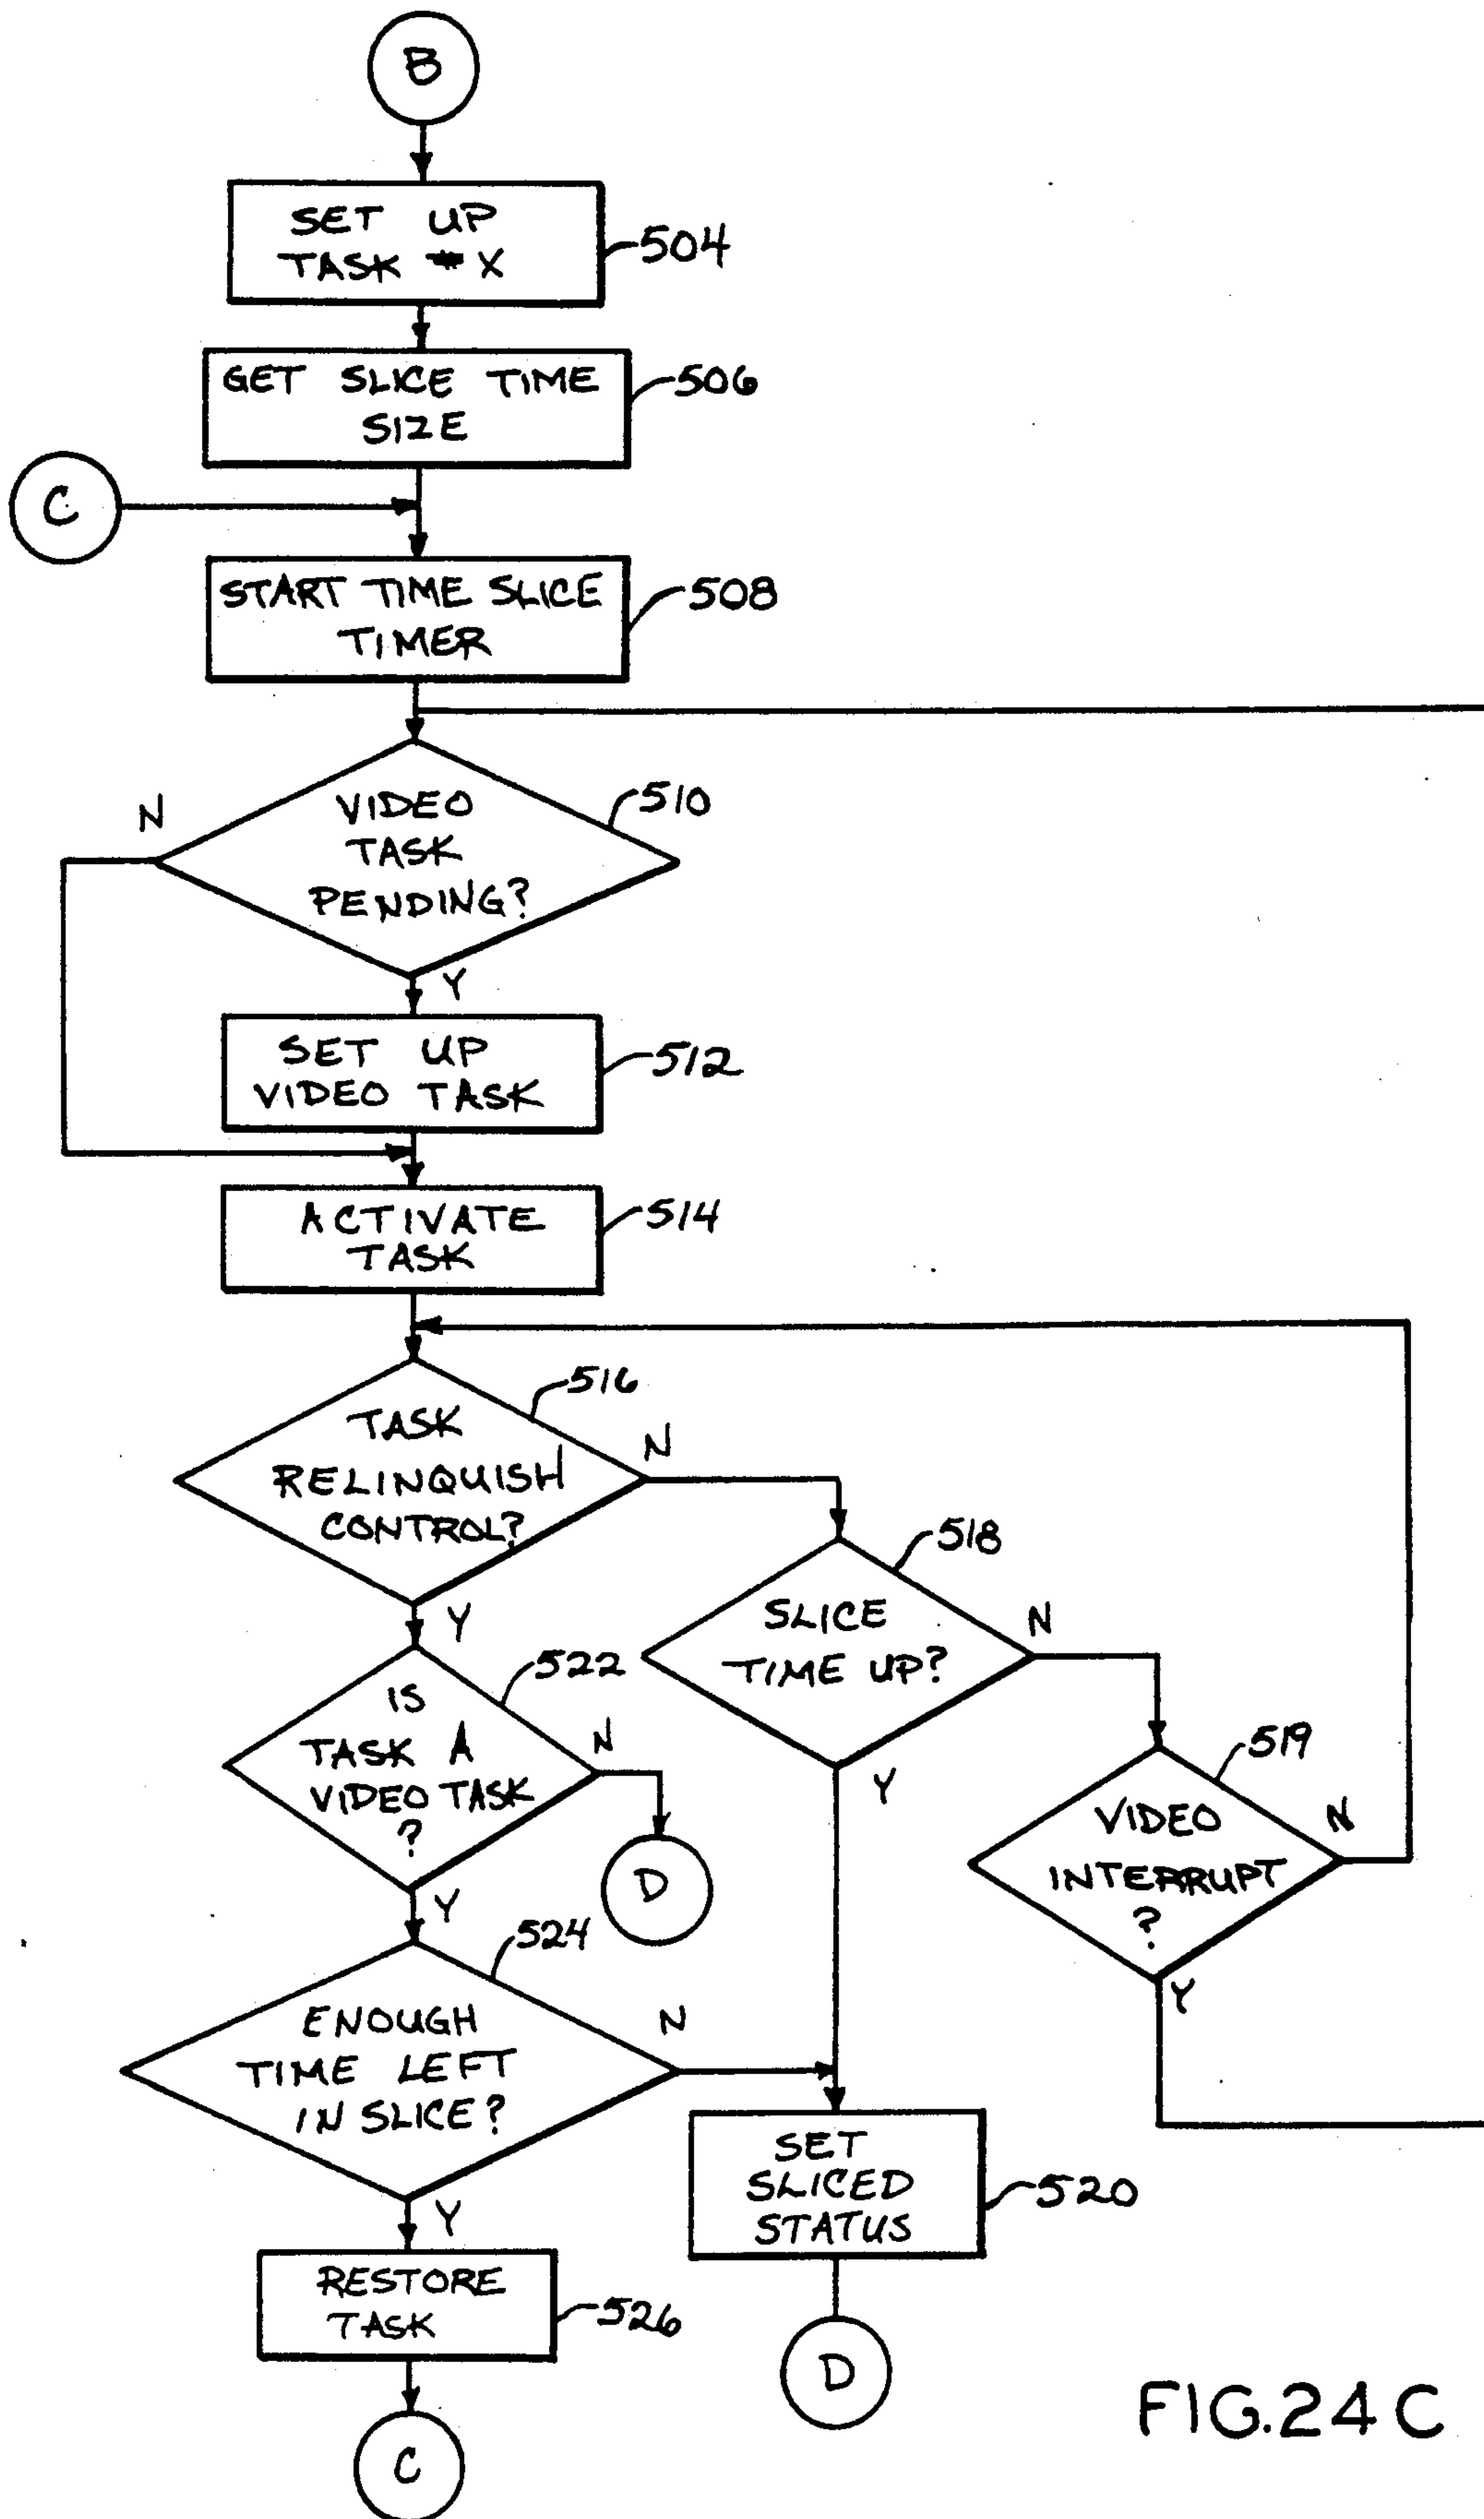 B
SET UP
TASK # X
504
GET SLICE TIME
SIZE
506
C
START TIME SLICE
TIMER
508
N
VIDEO
TASK
PENDING?
510
Y
SET UP
VIDEO TASK
512
ACTIVATE
TASK
514
TASK
RELINQUISH
CONTROL?
516
N
Y
SLICE
TIME UP?
518
N
Y
IS
TASK A
VIDEO TASK
?
522
N
D
Y
VIDEO
INTERRUPT
?
519
N
Y
ENOUGH
TIME LEFT
IN SLICE?
524
N
Y
SET
SLICED
STATUS
520
D
RESTORE
TASK
526
C
FIG.24C